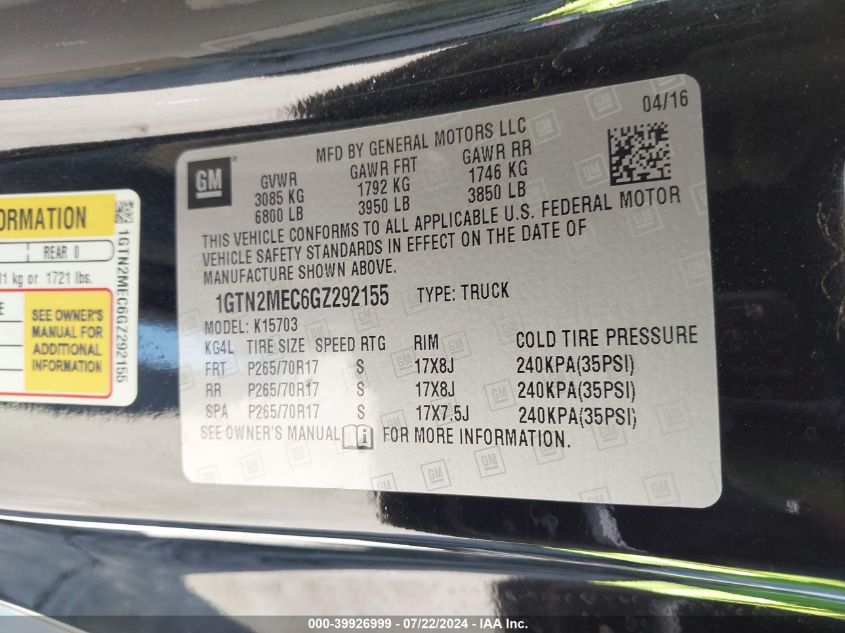 04/16
MFD BY GENERAL MOTORS LLC
GM
GVWR GAWR FRT GAWR RR
3085 KG 1792 KG 1746 KG
6800 LB 3950 LB 3850 LB
THIS VEHICLE CONFORMS TO ALL APPLICABLE U.S. FEDERAL MOTOR
VEHICLE SAFETY STANDARDS IN EFFECT ON THE DATE OF
MANUFACTURE SHOWN ABOVE.
1GTN2MEC6GZ292155 TYPE: TRUCK
MODEL: K15703
KG4L TIRE SIZE SPEED RTG RIM COLD TIRE PRESSURE
FRT P265/70R17 S 17X8J 240KPA(35PSI)
RR P265/70R17 S 17X8J 240KPA(35PSI)
SPA P265/70R17 S 17X7.5J 240KPA(35PSI)
SEE OWNER'S MANUAL i FOR MORE INFORMATION.
REAR 0
kg or 1721 lbs.
SEE OWNER'S
MANUAL FOR
ADDITIONAL
INFORMATION
1GTN2MEC6GZ292155
000-39926999 / 07/22/2024 - © Copyright 2024 - IAA, Inc.